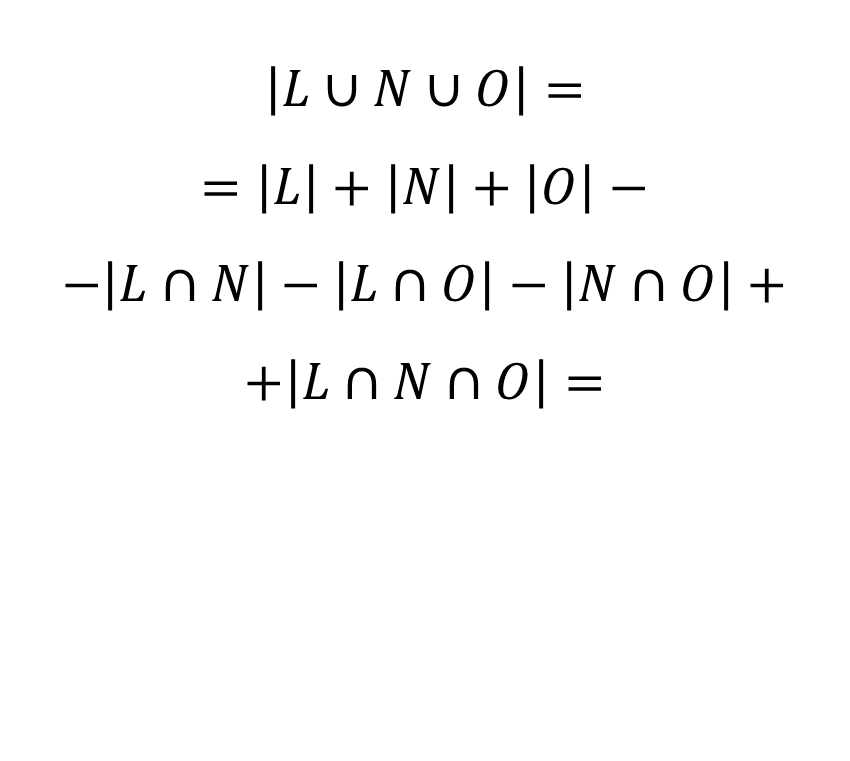 |L ∪ N ∪ O| =
= |L| + |N| + |O| −
−|L ∩ N| − |L ∩ O| − |N ∩ O| +
+|L ∩ N ∩ O| =